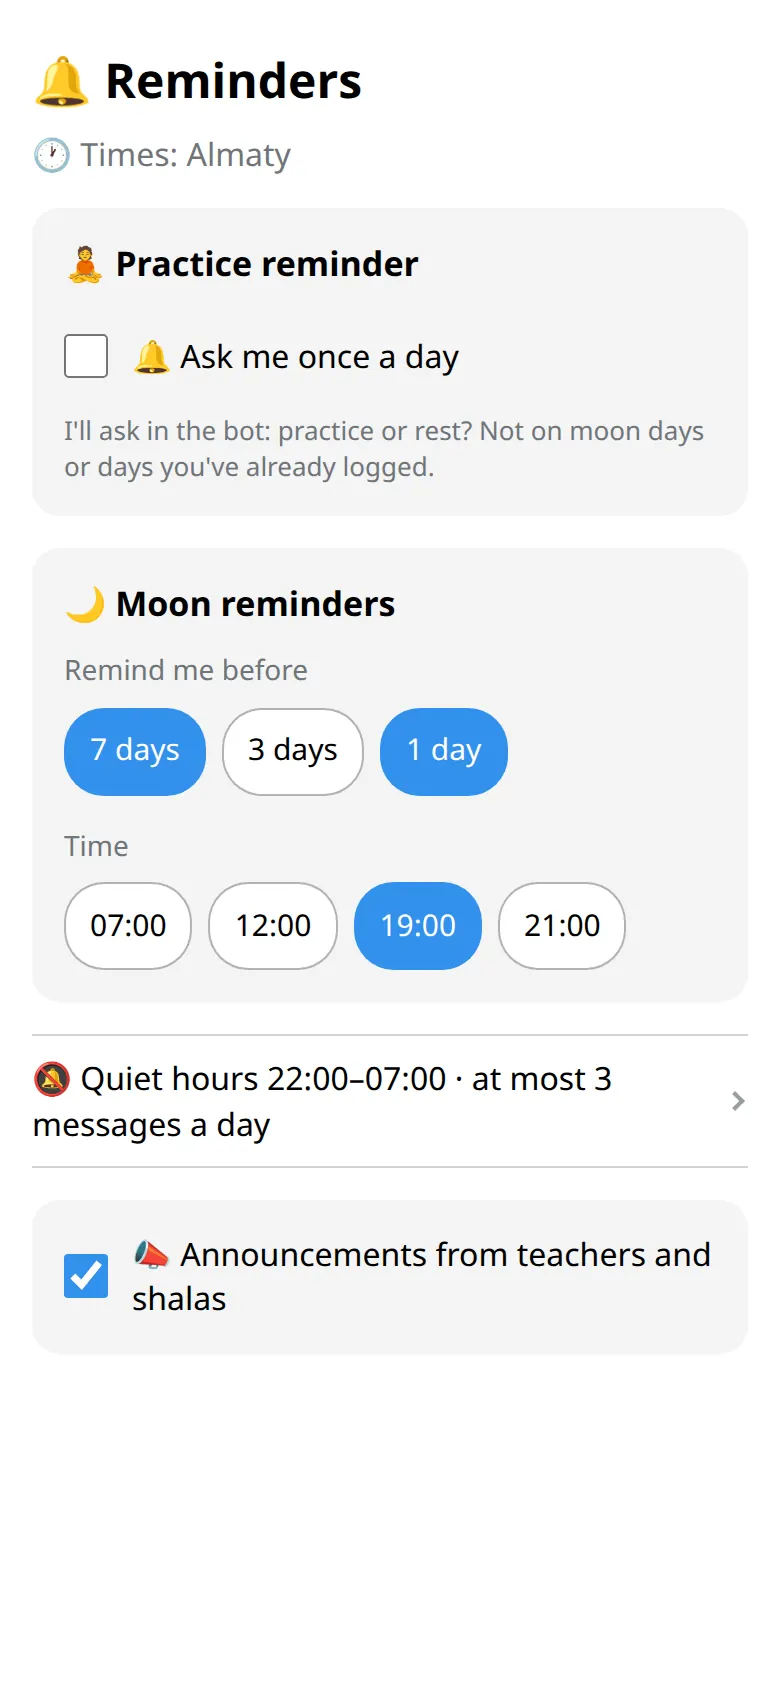 🔔 Reminders
🕐 Times: Almaty
🧘 Practice reminder
🔔 Ask me once a day
I'll ask in the bot: practice or rest? Not on moon days
or days you've already logged.
🌙 Moon reminders
Remind me before
7 days 3 days 1 day
Time
07:00 12:00 19:00 21:00
🔕 Quiet hours 22:00–07:00 · at most 3
messages a day
📣 Announcements from teachers and
shalas